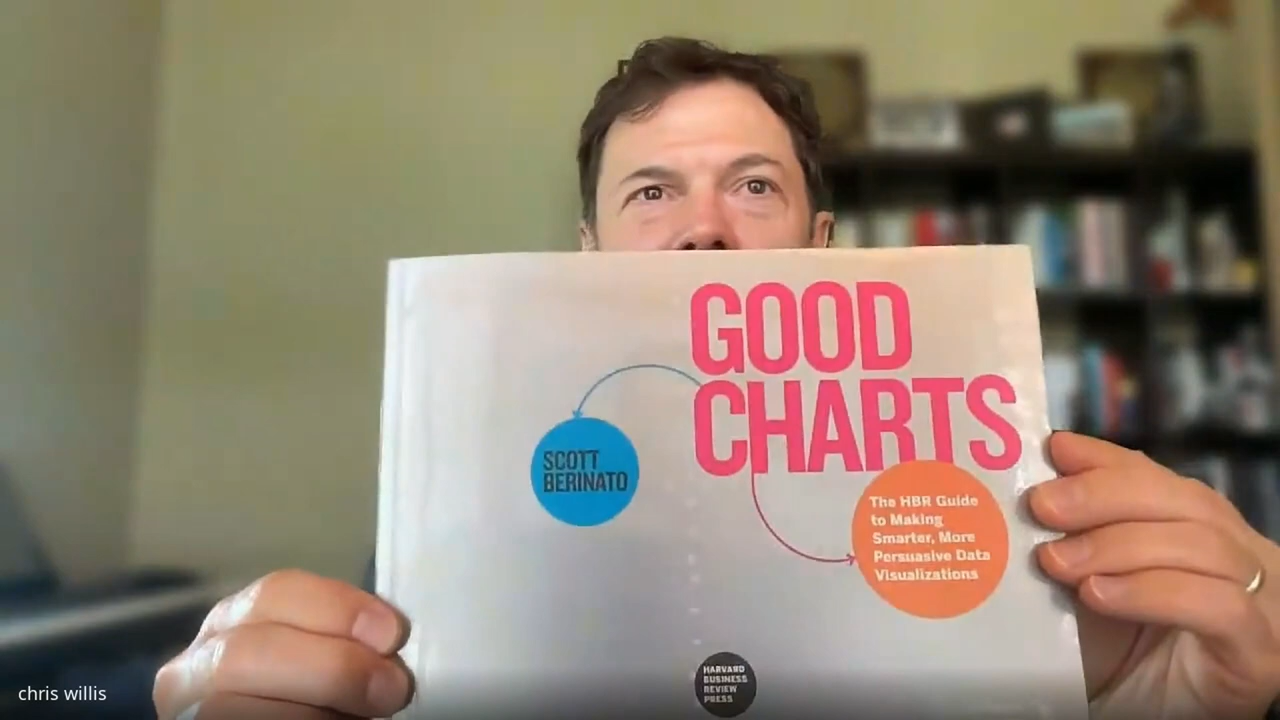 GOOD
CHARTS
SCOTT
BERINATO
The HBR Guide
to Making
Smarter, More
Persuasive Data
Visualizations
HARVARD
BUSINESS
REVIEW
PRESS
chris willis